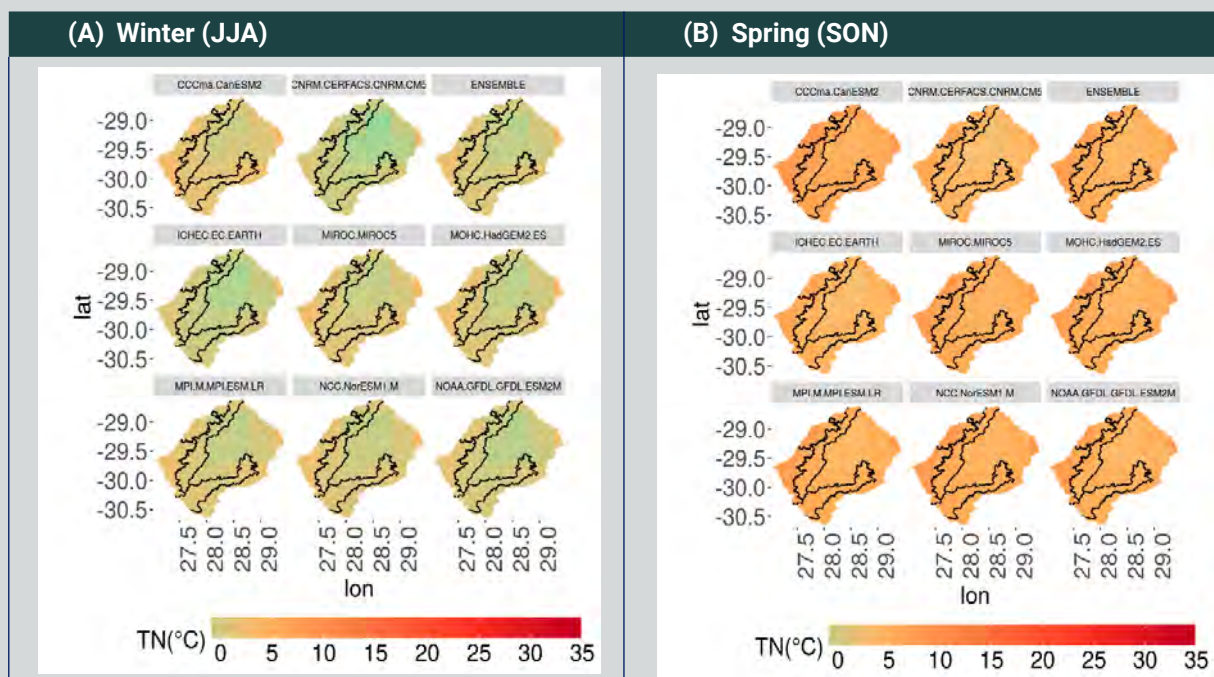 (A) Winter (JJA)
CCCma.CanESM2 CNRM.CERFACS.CNRM.CM5 ENSEMBLE
-29.0
-29.5
-30.0
-30.5
ICHEC.EC.EARTH MIROC.MIROC5 MOHC.HadGEM2.ES
-29.0
-29.5
-30.0
-30.5
lat
MPI.M.MPI.ESM.LR NCC.NorESM1.M NOAA.GFDL.GFDL.ESM2M
-29.0
-29.5
-30.0
-30.5
27.5 28.0 28.5 29.0 27.5 28.0 28.5 29.0 27.5 28.0 28.5 29.0
lon
TN(°C) 0 5 10 15 20 25 30 35
(B) Spring (SON)
CCCma.CanESM2 CNRM.CERFACS.CNRM.CM5 ENSEMBLE
-29.0
-29.5
-30.0
-30.5
ICHEC.EC.EARTH MIROC.MIROC5 MOHC.HadGEM2.ES
-29.0
-29.5
-30.0
-30.5
lat
MPI.M.MPI.ESM.LR NCC.NorESM1.M NOAA.GFDL.GFDL.ESM2M
-29.0
-29.5
-30.0
-30.5
27.5 28.0 28.5 29.0 27.5 28.0 28.5 29.0 27.5 28.0 28.5 29.0
lon
TN(°C) 0 5 10 15 20 25 30 35